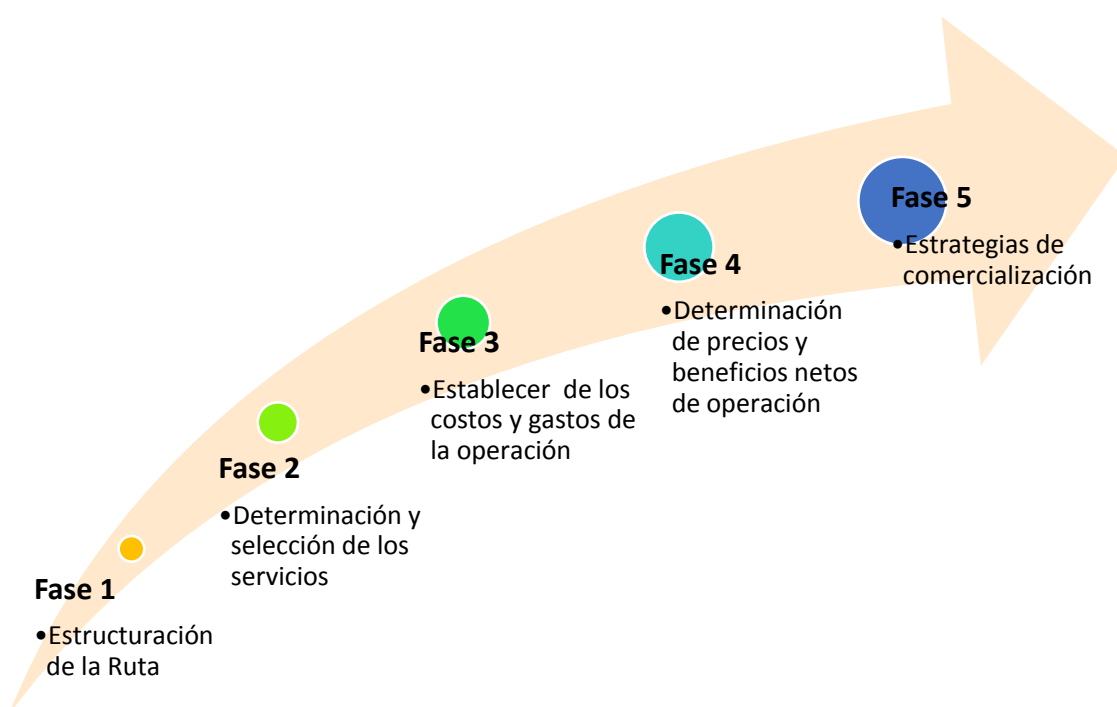 Fase 1
•Estructuración
de la Ruta
Fase 2
•Determinación y
selección de los
servicios
Fase 3
•Establecer  de los
costos y gastos de
la operación
Fase 4
•Determinación
de precios y
beneficios netos
de operación
Fase 5
•Estrategias de
comercialización